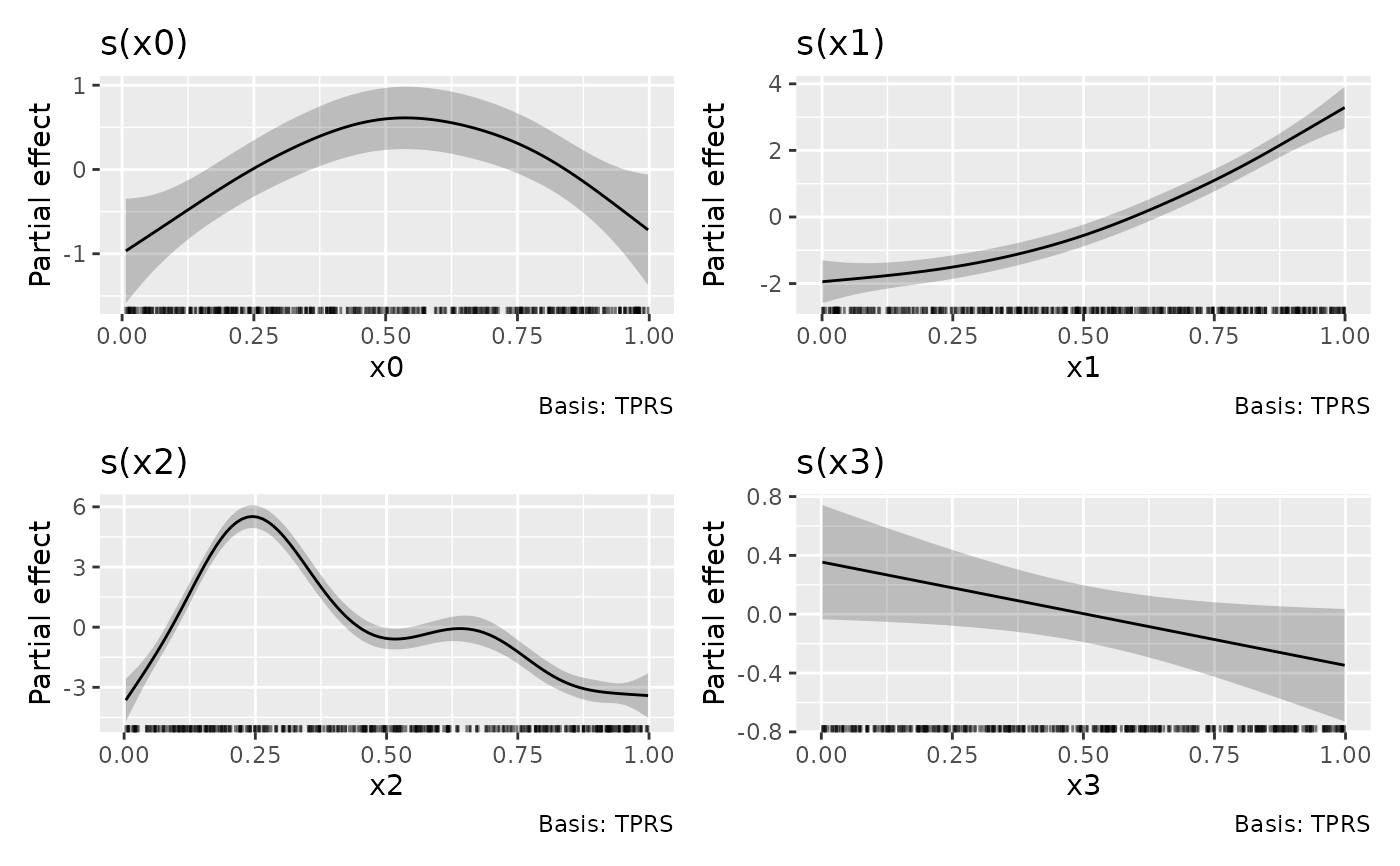 s(x0)
Partial effect
1
0
-1
0.00 0.25 0.50 0.75 1.00
x0
Basis: TPRS
s(x1)
Partial effect
4
2
0
-2
0.00 0.25 0.50 0.75 1.00
x1
Basis: TPRS
s(x2)
Partial effect
6
3
0
-3
0.00 0.25 0.50 0.75 1.00
x2
Basis: TPRS
s(x3)
Partial effect
0.8
0.4
0.0
-0.4
-0.8
0.00 0.25 0.50 0.75 1.00
x3
Basis: TPRS